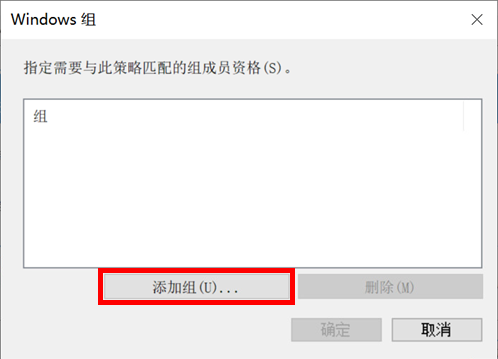 Windows 组
指定需要与此策略匹配的组成员资格(S)。
组
添加组(U)...
删除(M)
确定
取消